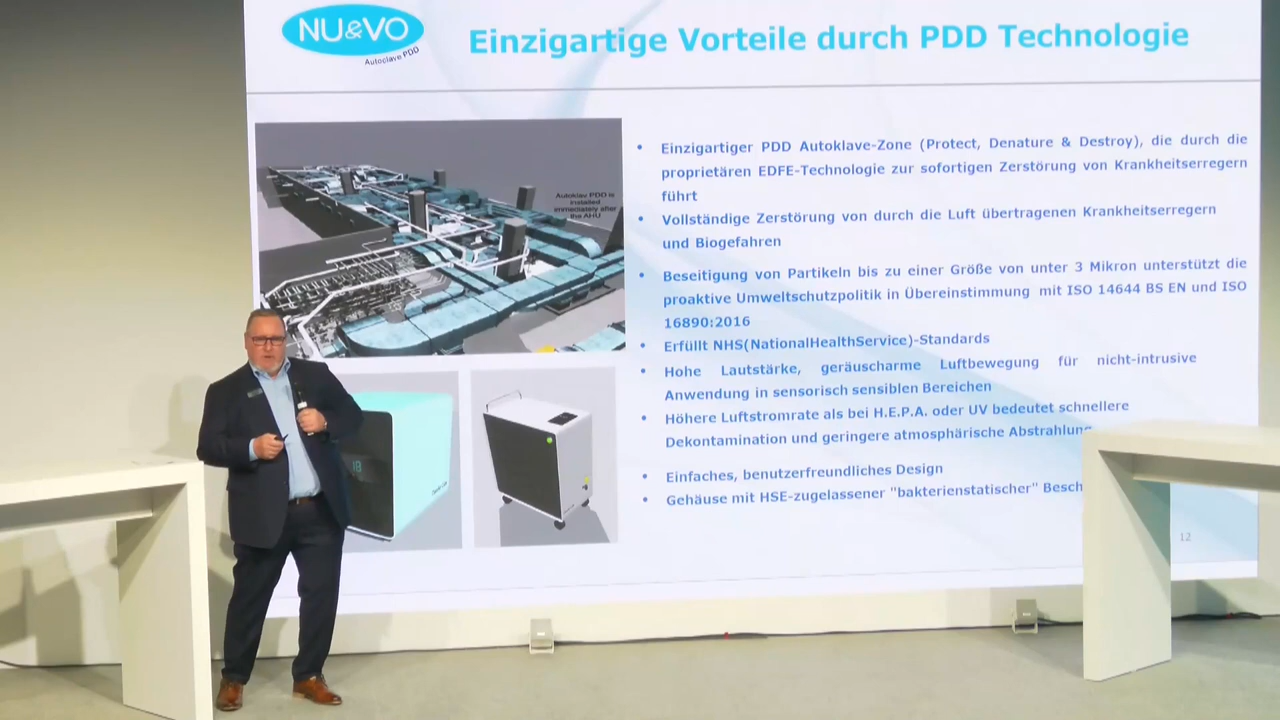 NU&VO
Autoclave PDD
Einzigartige Vorteile durch PDD Technologie
Autoklav PDD is
installed
immediately after
the AHU
• Einzigartiger PDD Autoklave-Zone (Protect, Denature & Destroy), die durch die
proprietären EDFE-Technologie zur sofortigen Zerstörung von Krankheitserregern
führt
• Vollständige Zerstörung von durch die Luft übertragenen Krankheitserregern
und Biogefahren
• Beseitigung von Partikeln bis zu einer Größe von unter 3 Mikron unterstützt die
proaktive Umweltschutzpolitik in Übereinstimmung mit ISO 14644 BS EN und ISO
16890:2016
• Erfüllt NHS(NationalHealthService)-Standards
• Hohe Lautstärke, geräuscharme Luftbewegung für nicht-intrusive
Anwendung in sensorisch sensiblen Bereichen
• Höhere Luftstromrate als bei H.E.P.A. oder UV bedeutet schnellere
Dekontamination und geringere atmosphärische Abstrahlung
• Einfaches, benutzerfreundliches Design
• Gehäuse mit HSE-zugelassener "bakterienstatischer" Besch
12